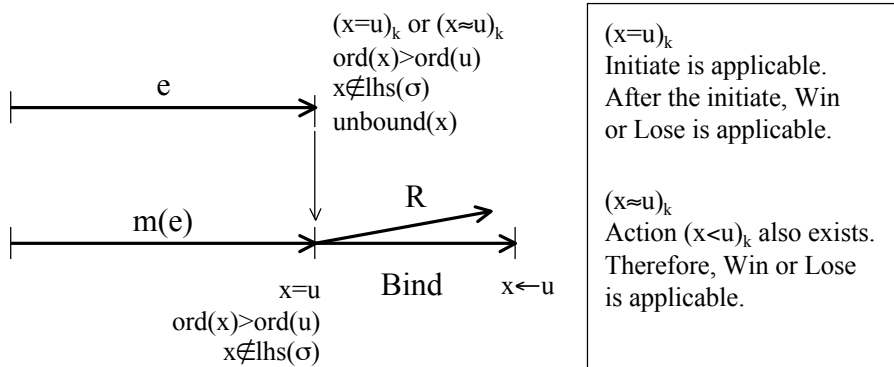 (x=u)k or (x≈u)k
ord(x)>ord(u)
x∉lhs(σ)
unbound(x)
e
m(e)
R
Bind
x=u
ord(x)>ord(u)
x∉lhs(σ)
x←u
(x=u)k
Initiate is applicable.
After the initiate, Win
or Lose is applicable.
(x≈u)k
Action (x<u)k also exists.
Therefore, Win or Lose
is applicable.